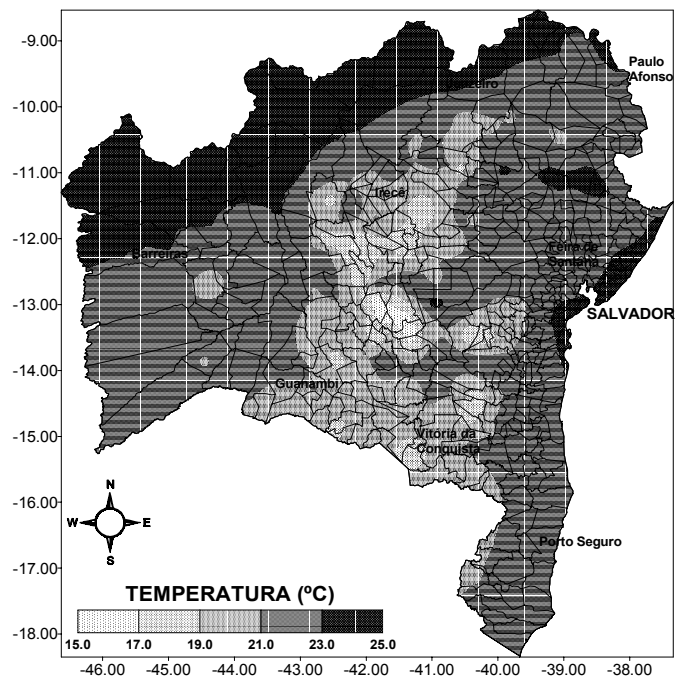 -9.00
Paulo
Afonso
-10.00
-11.00
Irecê
-12.00
Barreiras
Feira de
Santana
-13.00
SALVADOR
-14.00
Guanambi
-15.00
Vitória da
Conquista
-16.00
N
W E
S
Porto Seguro
-17.00
TEMPERATURA (ºC)
-18.00
15.0 17.0 19.0 21.0 23.0 25.0
-46.00 -45.00 -44.00 -43.00 -42.00 -41.00 -40.00 -39.00 -38.00